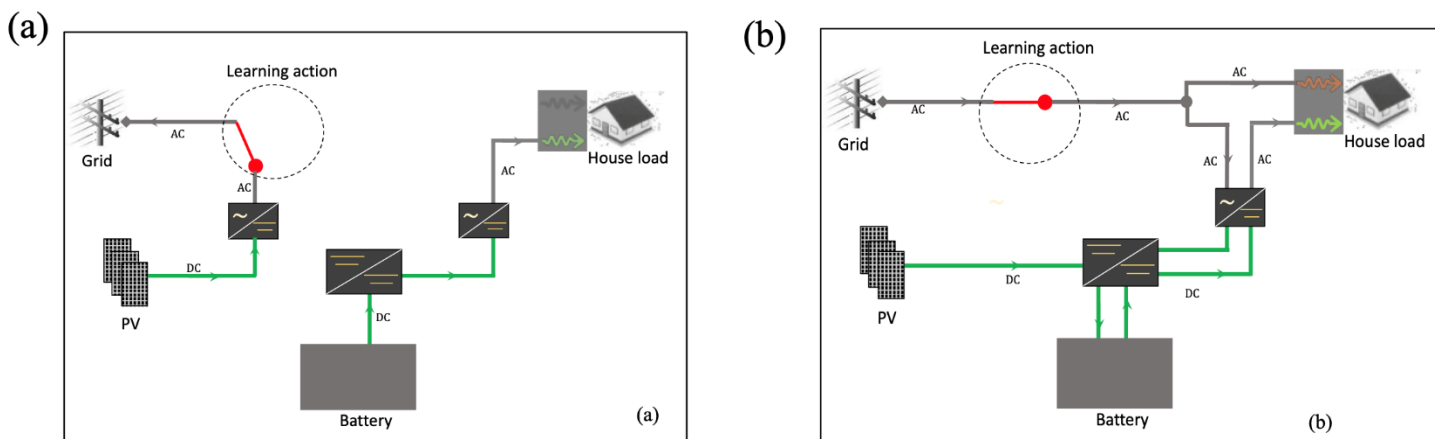 (a)
Learning action
AC
Grid
AC
House load
AC
~
~
DC
PV
DC
Battery
(a)
(b)
Learning action
AC
AC
AC
Grid
House load
AC
AC
~
~
DC
DC
PV
Battery
(b)